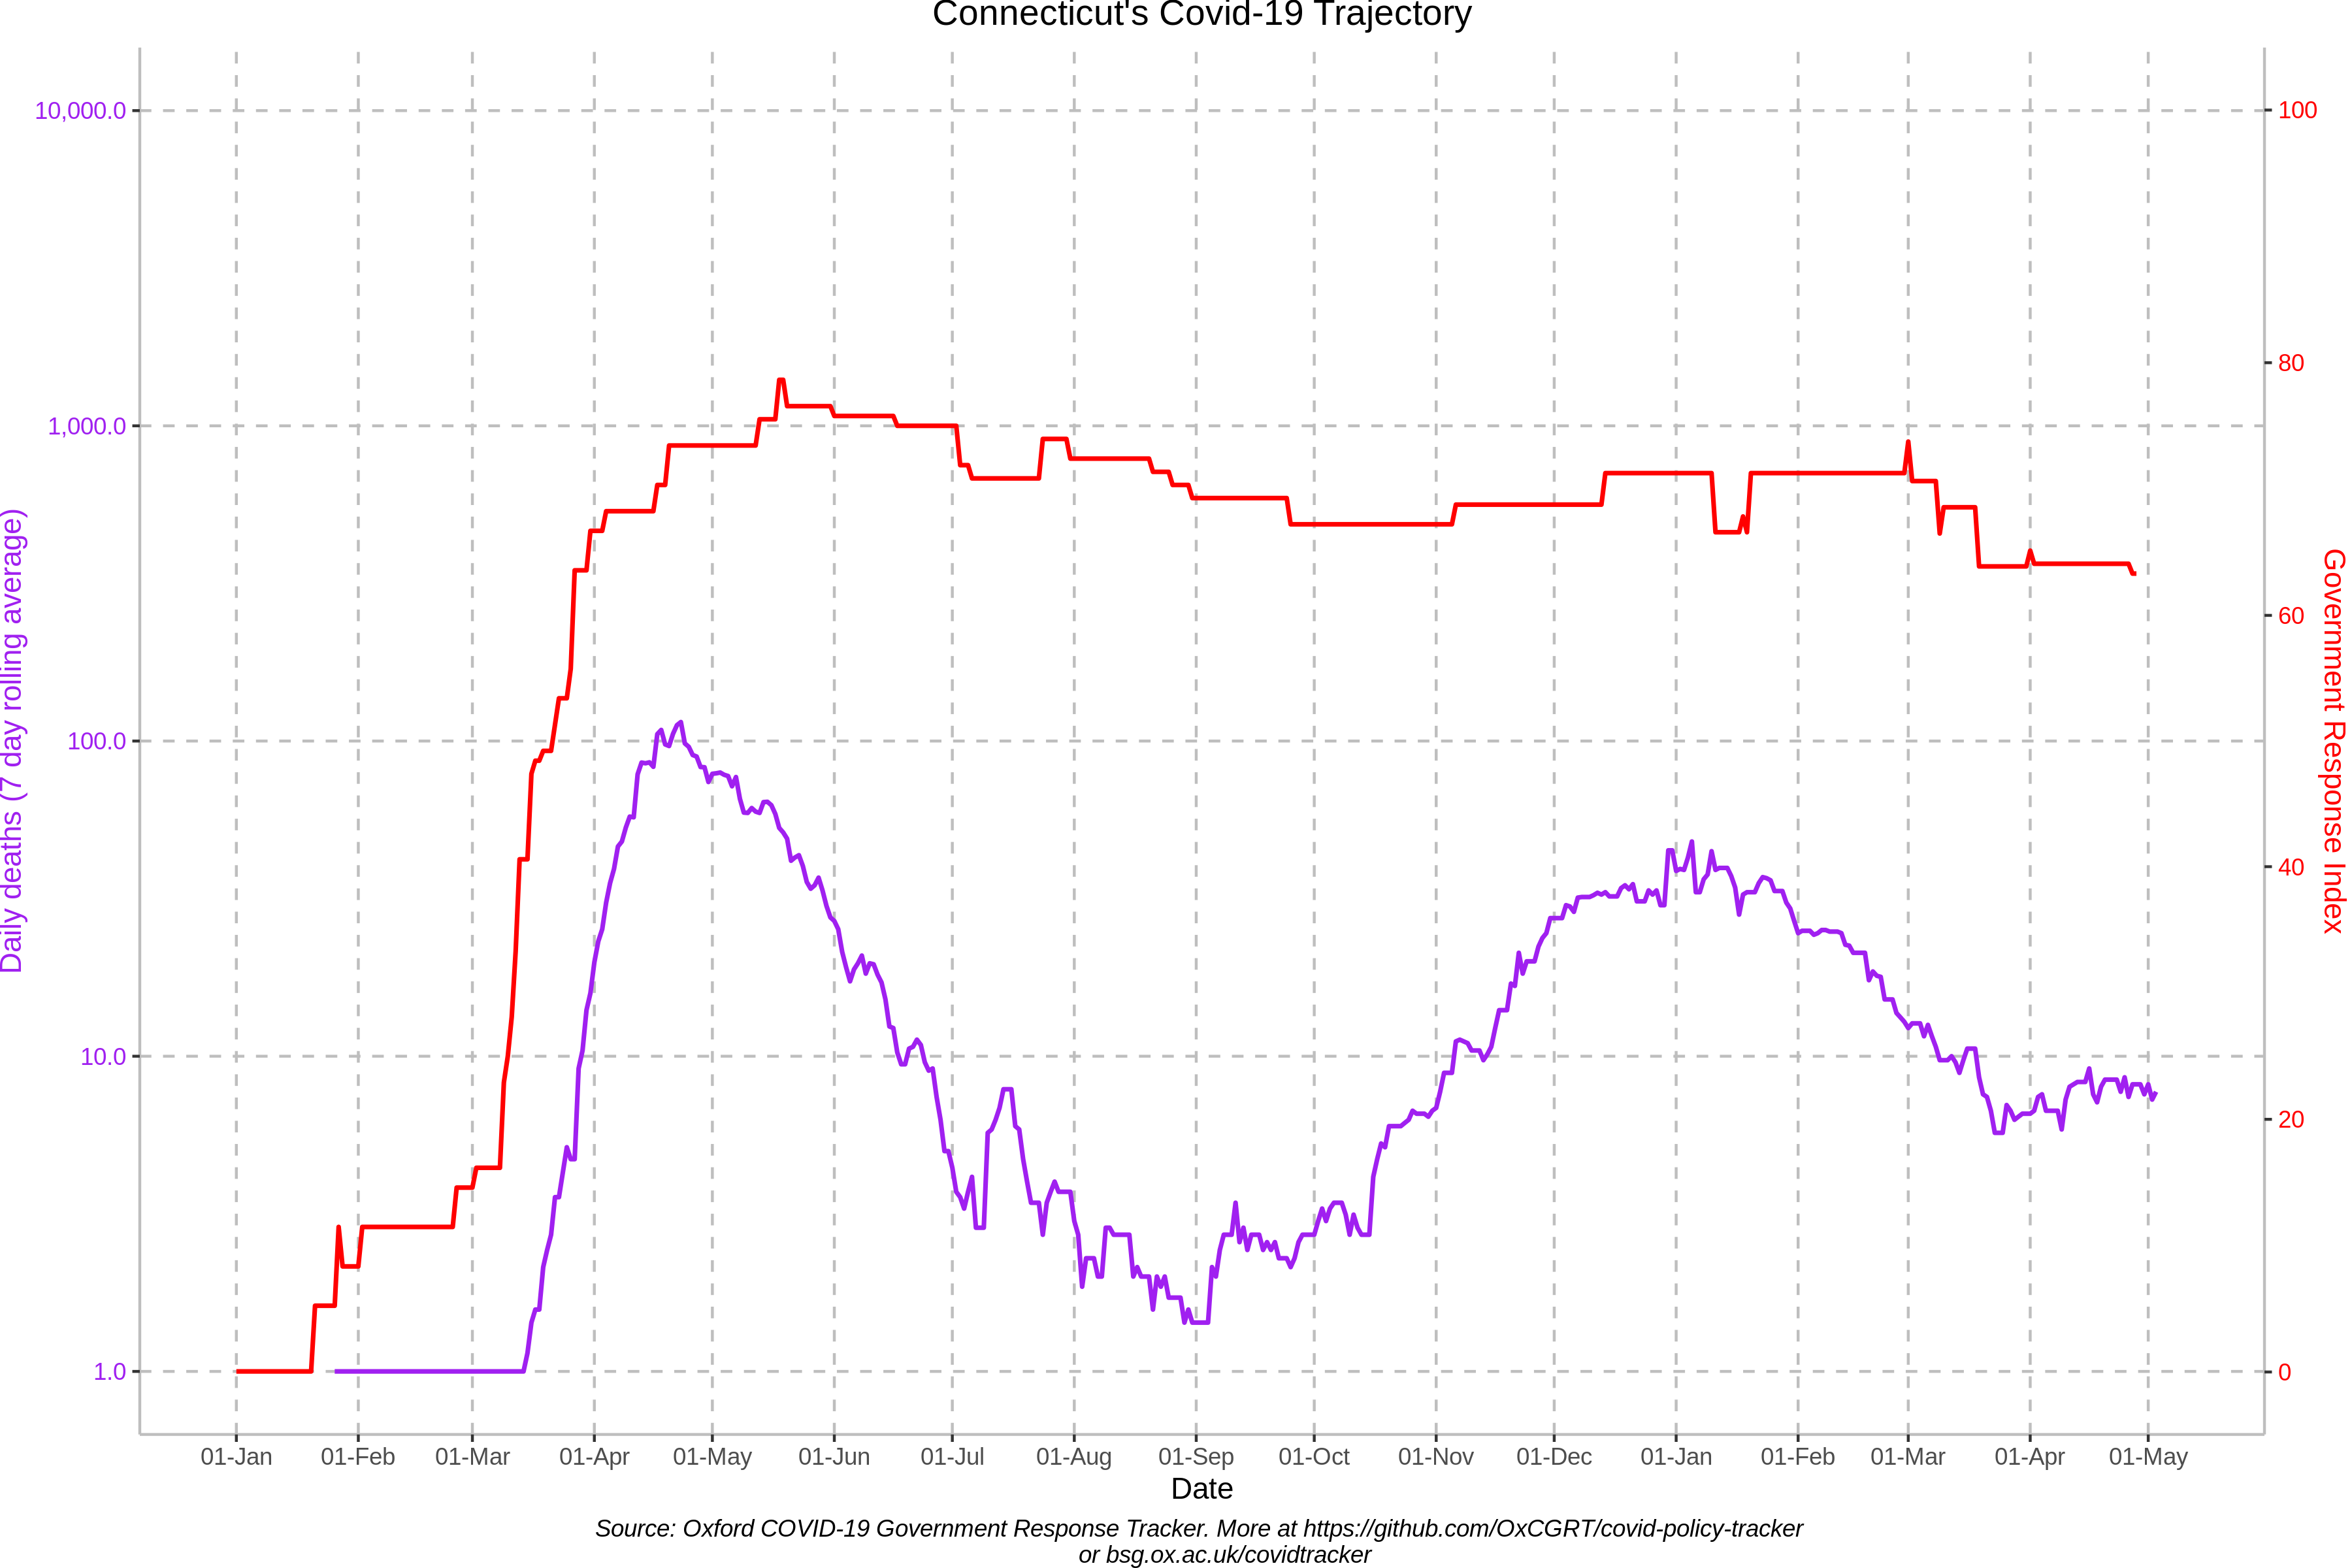 Connecticut's Covid-19 Trajectory
10,000.0
1,000.0
100.0
10.0
1.0
Daily deaths (7 day rolling average)
100
80
60
40
20
0
Government Response Index
01-Jan 01-Feb 01-Mar 01-Apr 01-May 01-Jun 01-Jul 01-Aug 01-Sep 01-Oct 01-Nov 01-Dec 01-Jan 01-Feb 01-Mar 01-Apr 01-May
Date
Source: Oxford COVID-19 Government Response Tracker. More at https://github.com/OxCGRT/covid-policy-tracker
or bsg.ox.ac.uk/covidtracker